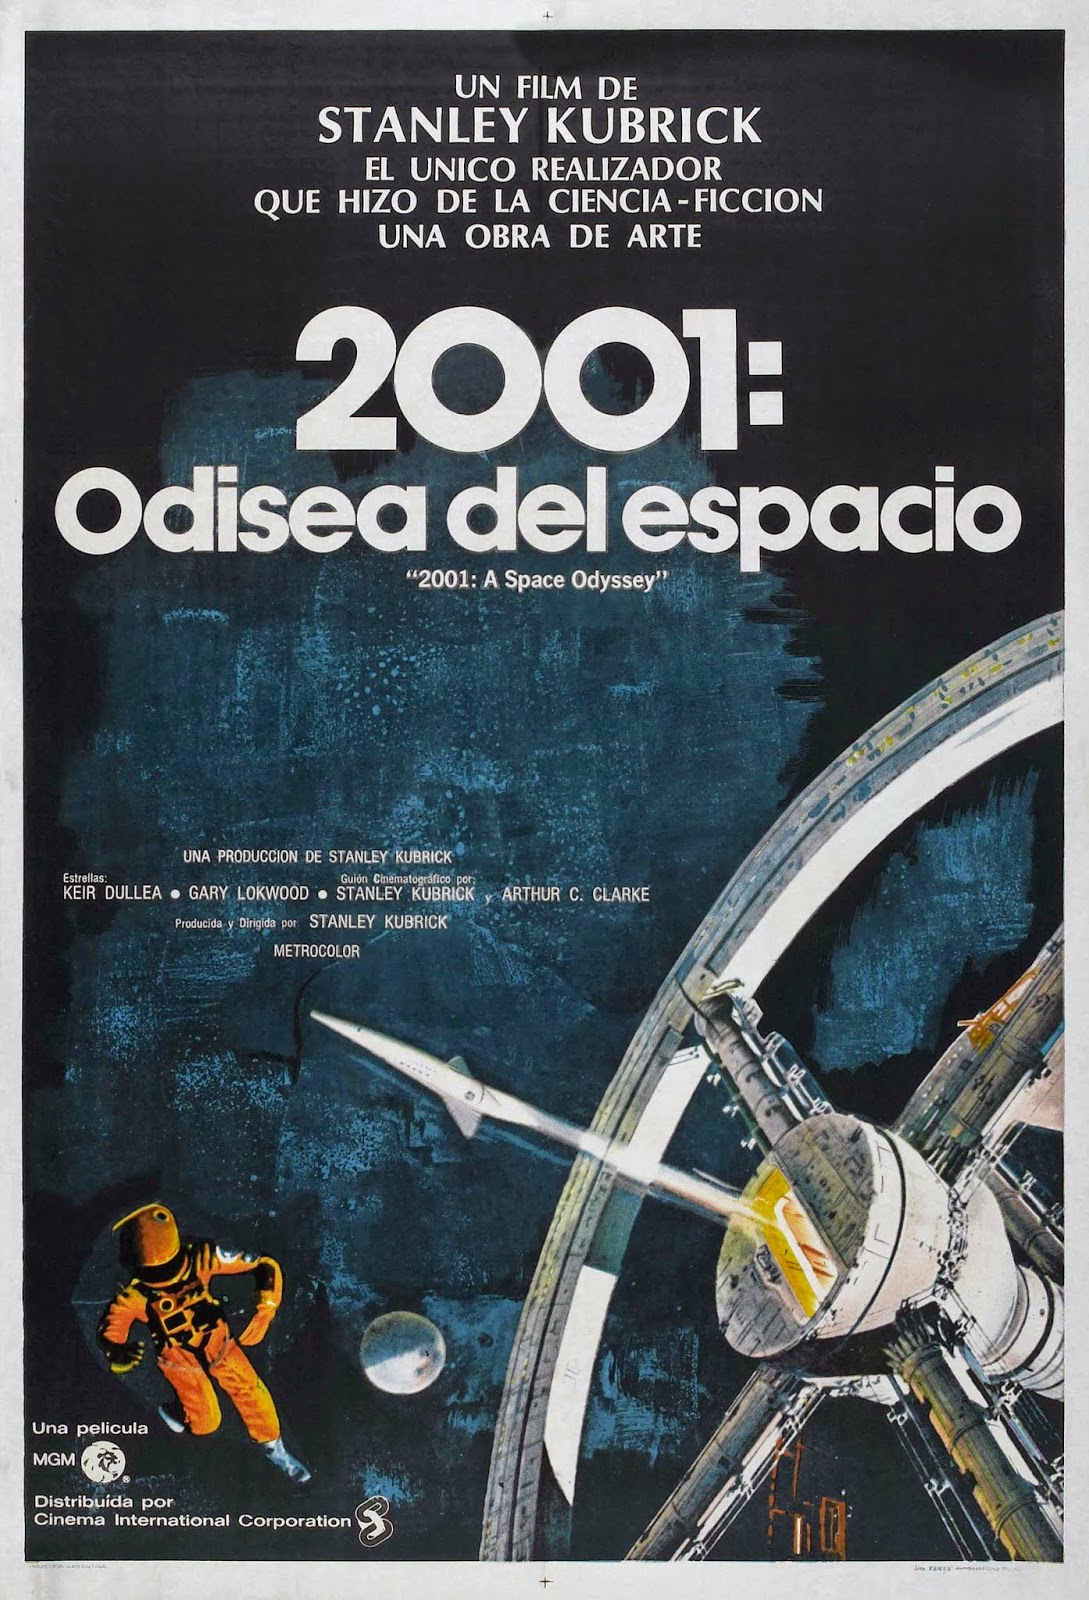 UN FILM DE
STANLEY KUBRICK
EL UNICO REALIZADOR
QUE HIZO DE LA CIENCIA-FICCION
UNA OBRA DE ARTE
2001:
Odisea del espacio
"2001: A Space Odyssey"
UNA PRODUCCION DE STANLEY KUBRICK
Estrellas: Guión Cinematográfico por:
KEIR DULLEA • GARY LOKWOOD • STANLEY KUBRICK y ARTHUR C. CLARKE
Producida y Dirigida por STANLEY KUBRICK
METROCOLOR
Una pelicula
MGM ®
Distribuída por
Cinema International Corporation
INDUSTRIA ARGENTINA